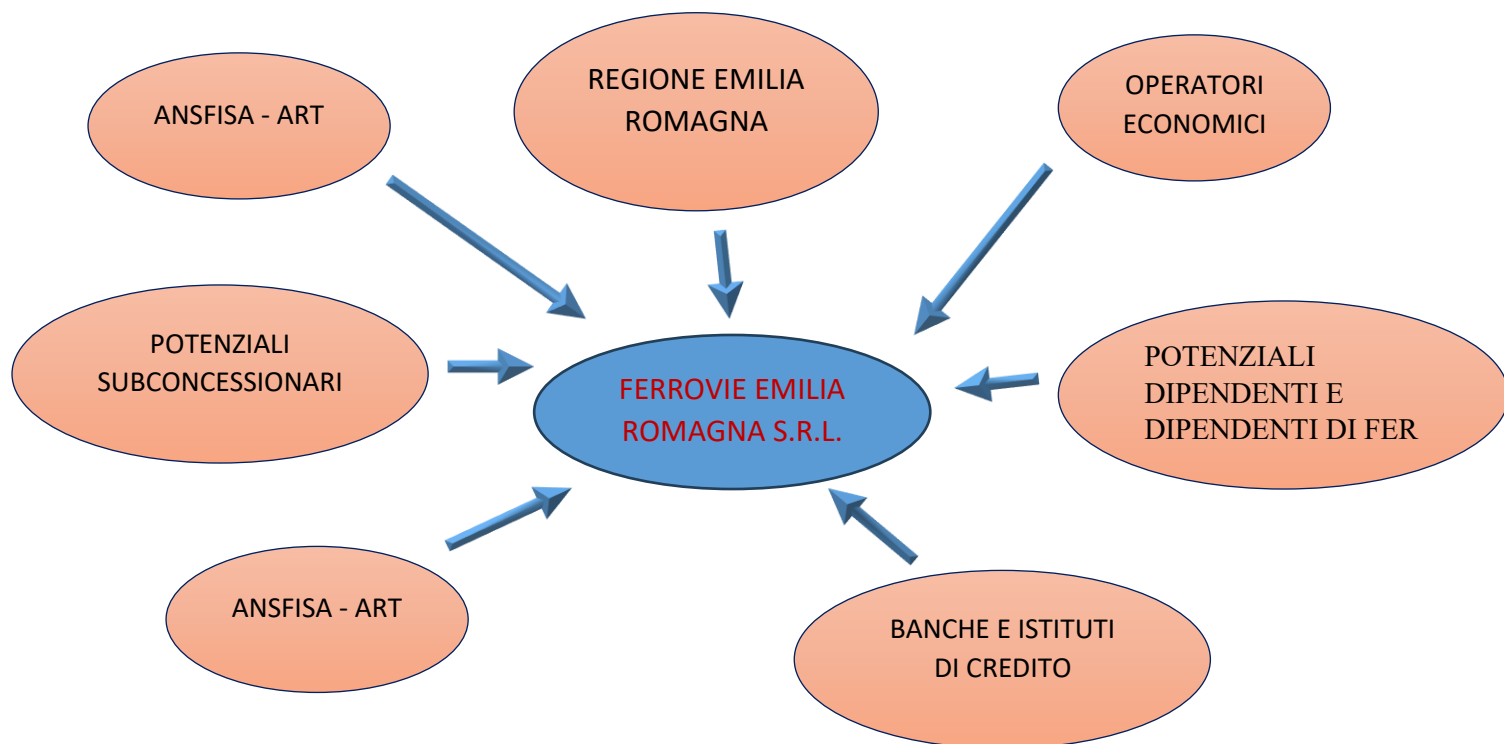 ANSFISA - ART
REGIONE EMILIA
ROMAGNA
OPERATORI
ECONOMICI
POTENZIALI
SUBCONCESSIONARI
FERROVIE EMILIA
ROMAGNA S.R.L.
POTENZIALI
DIPENDENTI E
DIPENDENTI DI FER
ANSFISA - ART
BANCHE E ISTITUTI
DI CREDITO